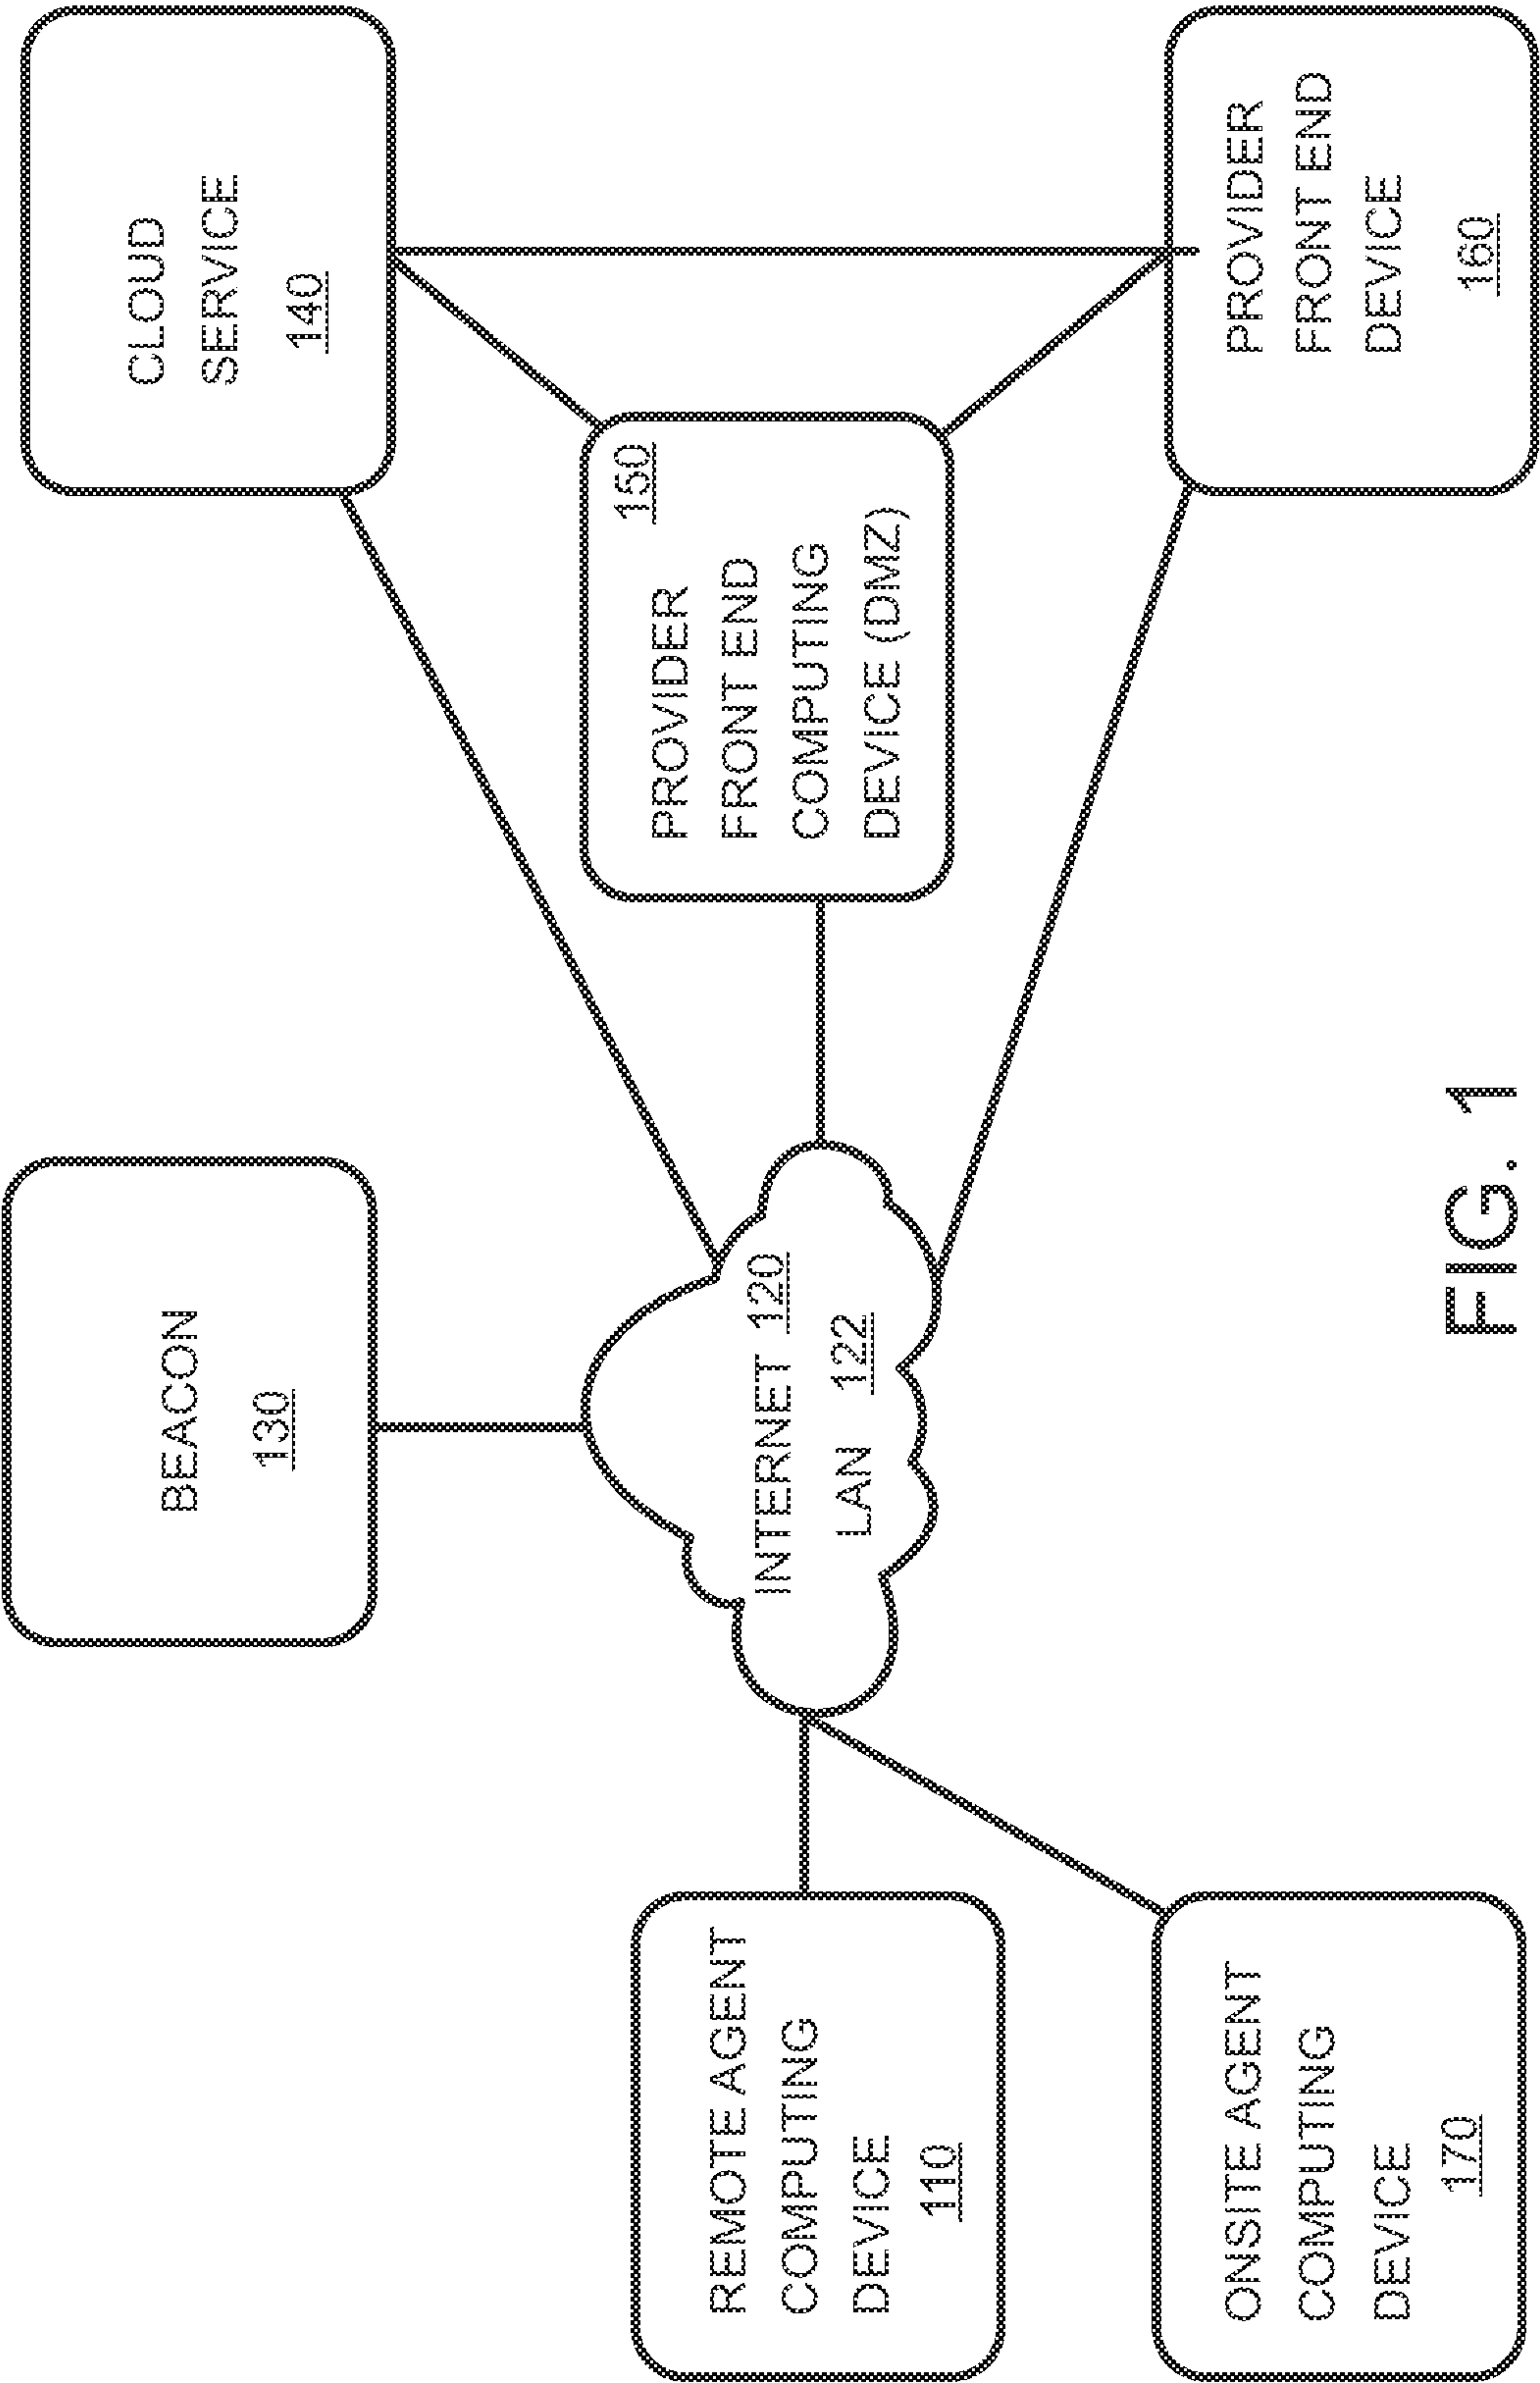 BEACON
130
CLOUD
SERVICE
140
REMOTE AGENT
COMPUTING
DEVICE
110
INTERNET 120
LAN 122
150
PROVIDER
FRONT END
COMPUTING
DEVICE (DMZ)
ONSITE AGENT
COMPUTING
DEVICE
170
PROVIDER
FRONT END
DEVICE
160
FIG. 1